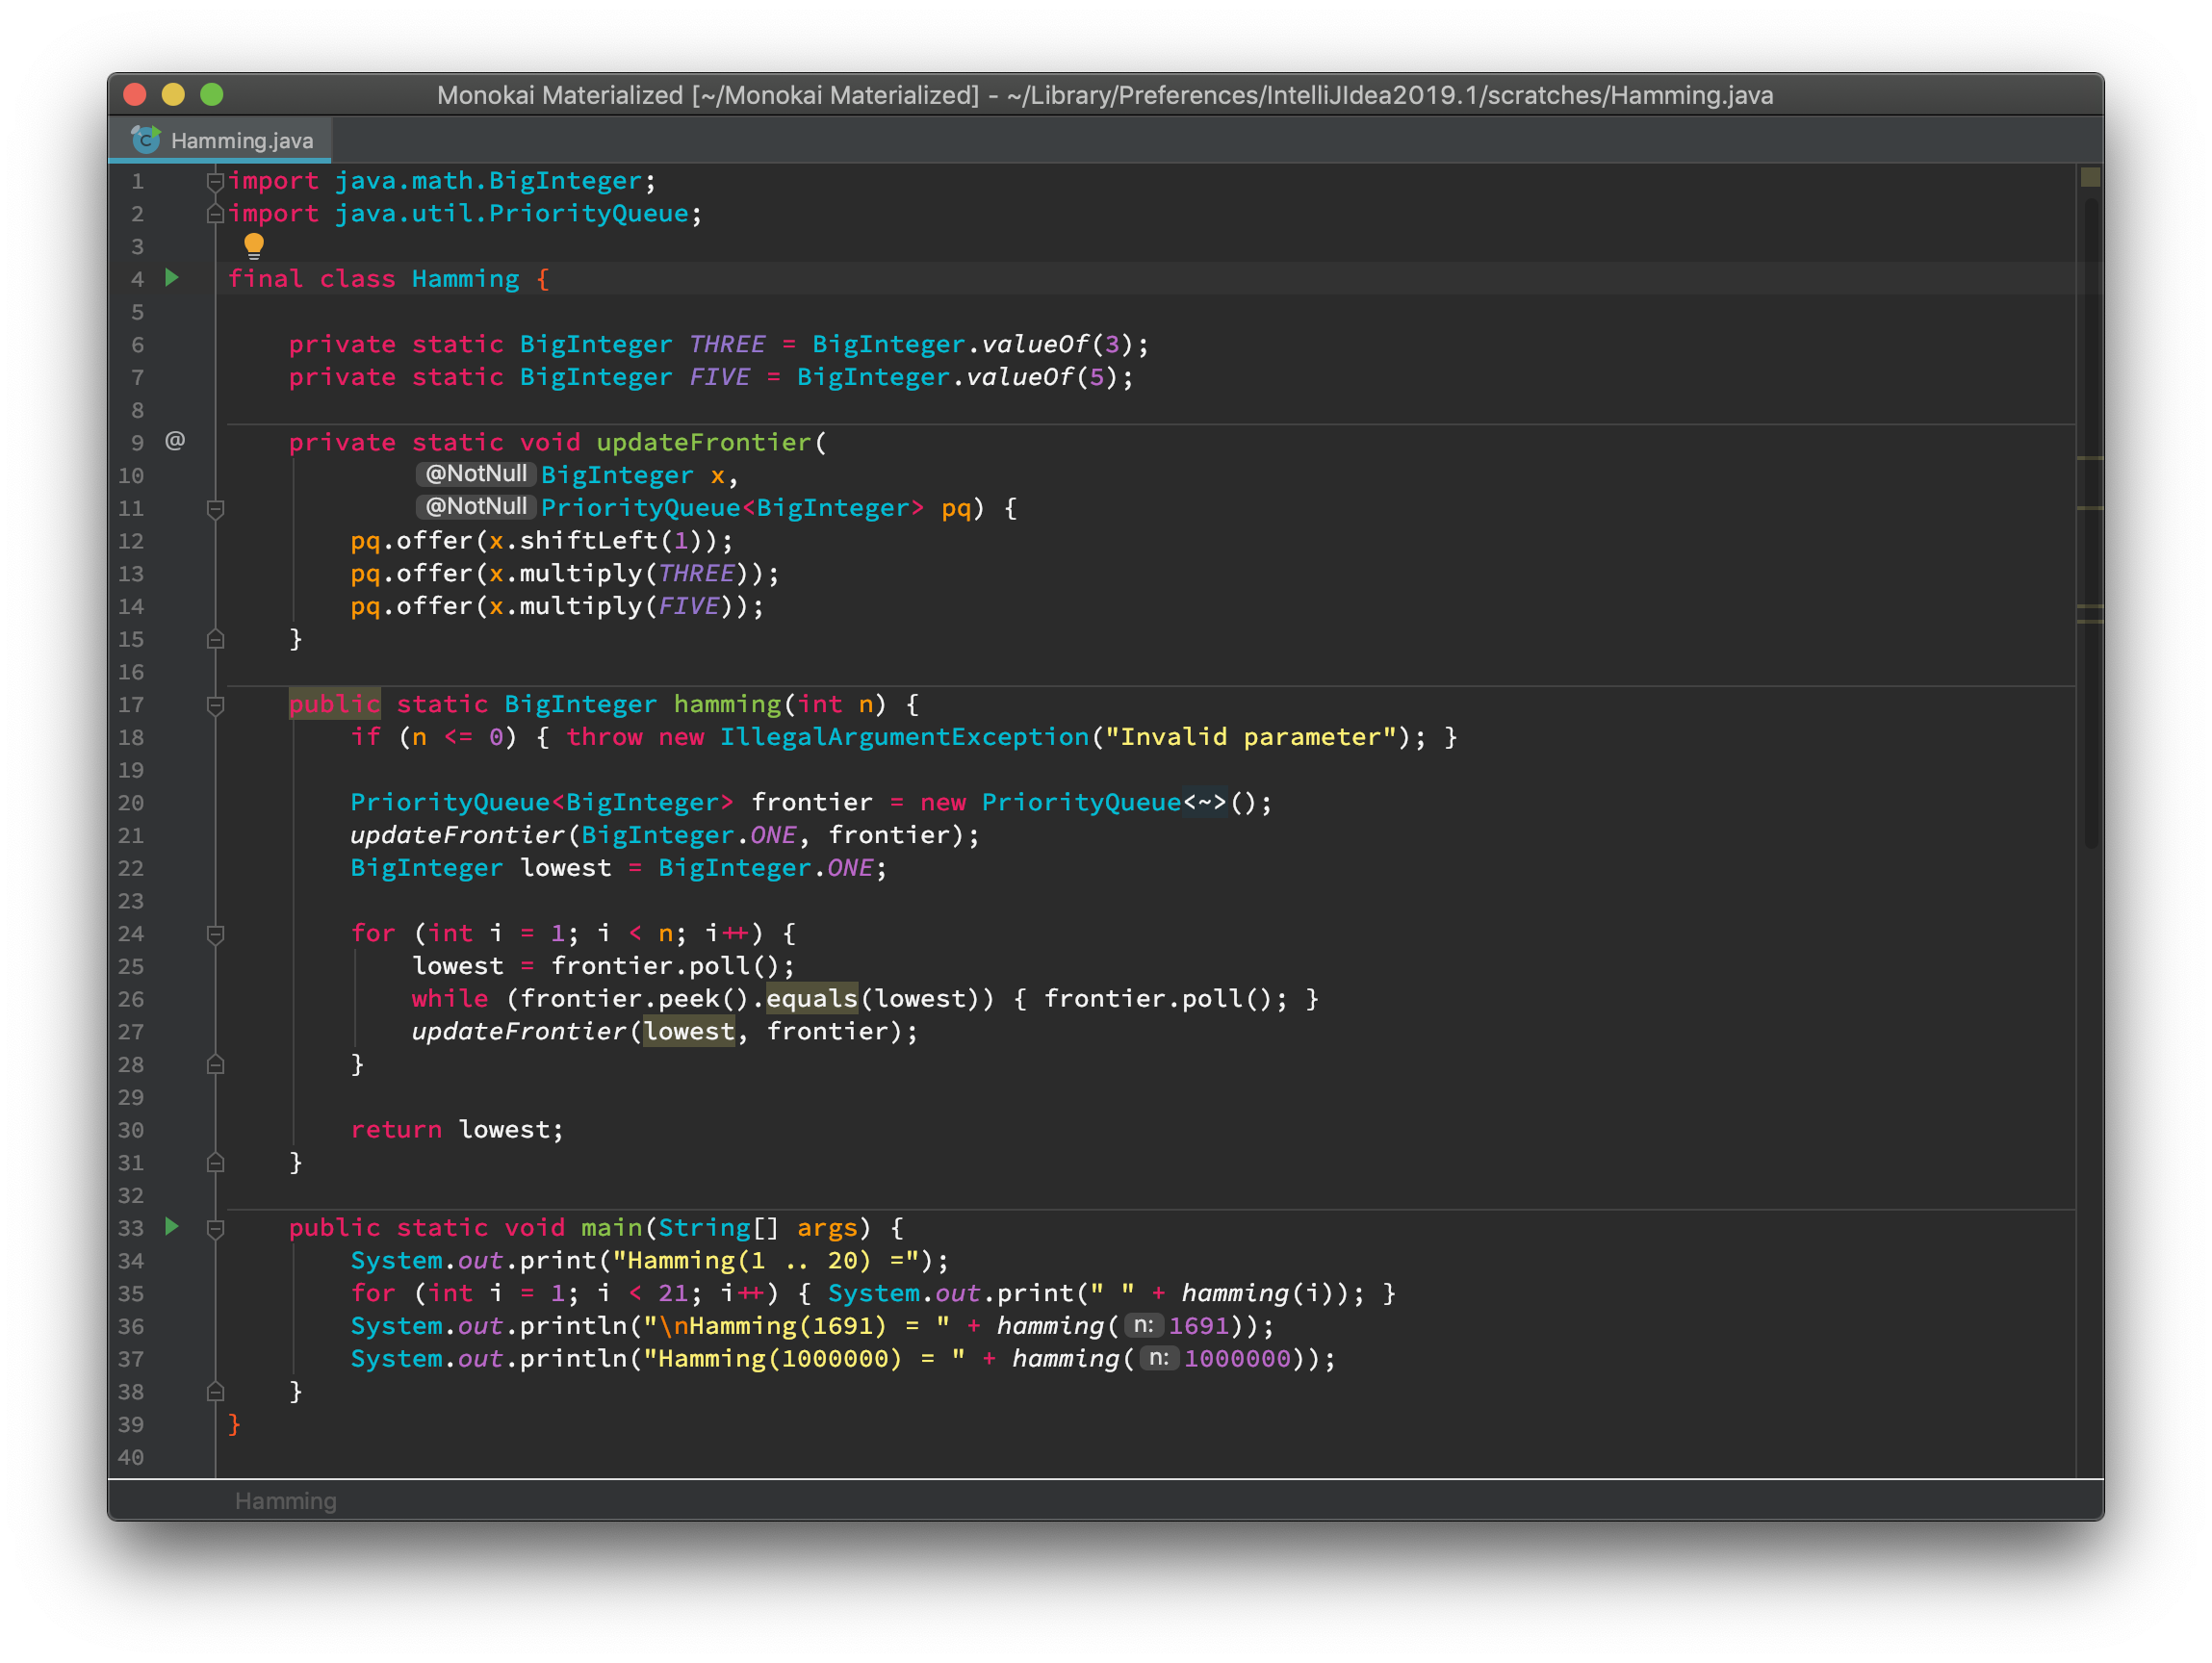 Monokai Materialized [~/Monokai Materialized] - ~/Library/Preferences/IntelliJIdea2019.1/scratches/Hamming.java
C Hamming.java
1 import java.math.BigInteger;
2 import java.util.PriorityQueue;
3
4 final class Hamming {
5
6     private static BigInteger THREE = BigInteger.valueOf(3);
7     private static BigInteger FIVE = BigInteger.valueOf(5);
8
9 @     private static void updateFrontier(
10             @NotNull BigInteger x,
11             @NotNull PriorityQueue<BigInteger> pq) {
12         pq.offer(x.shiftLeft(1));
13         pq.offer(x.multiply(THREE));
14         pq.offer(x.multiply(FIVE));
15     }
16
17     public static BigInteger hamming(int n) {
18         if (n <= 0) { throw new IllegalArgumentException("Invalid parameter"); }
19
20         PriorityQueue<BigInteger> frontier = new PriorityQueue<~>();
21         updateFrontier(BigInteger.ONE, frontier);
22         BigInteger lowest = BigInteger.ONE;
23
24         for (int i = 1; i < n; i++) {
25             lowest = frontier.poll();
26             while (frontier.peek().equals(lowest)) { frontier.poll(); }
27             updateFrontier(lowest, frontier);
28         }
29
30         return lowest;
31     }
32
33     public static void main(String[] args) {
34         System.out.print("Hamming(1 .. 20) =");
35         for (int i = 1; i < 21; i++) { System.out.print(" " + hamming(i)); }
36         System.out.println("\nHamming(1691) = " + hamming( n: 1691));
37         System.out.println("Hamming(1000000) = " + hamming( n: 1000000));
38     }
39 }
40
Hamming